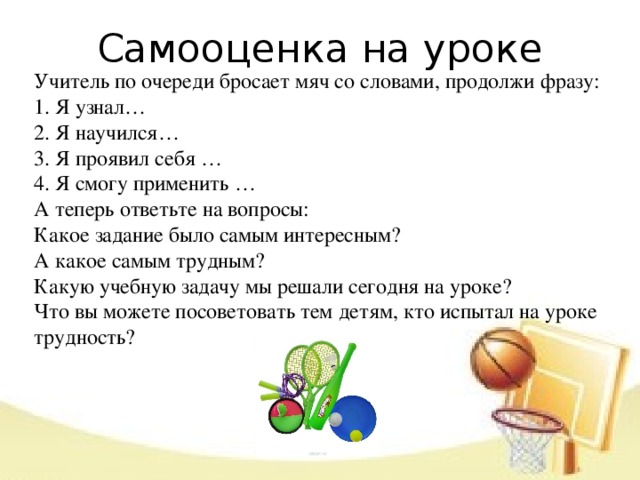 Самооценка на уроке
Учитель по очереди бросает мяч со словами, продолжи фразу:
1. Я узнал…
2. Я научился…
3. Я проявил себя …
4. Я смогу применить …
А теперь ответьте на вопросы:
Какое задание было самым интересным?
А какое самым трудным?
Какую учебную задачу мы решали сегодня на уроке?
Что вы можете посоветовать тем детям, кто испытал на уроке
трудность?